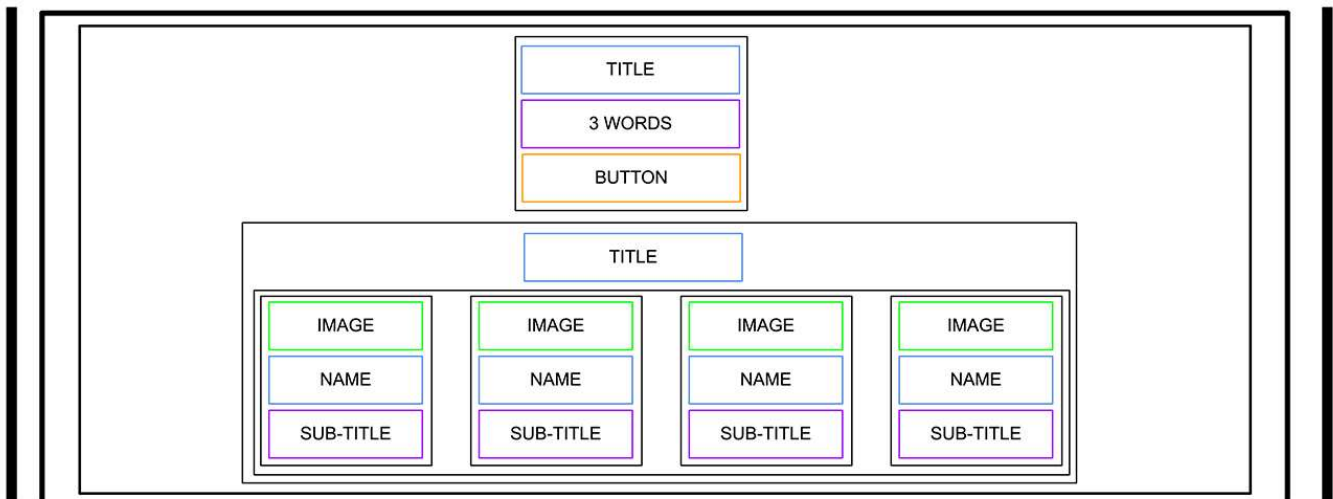 TITLE
3 WORDS
BUTTON
TITLE
IMAGE IMAGE IMAGE IMAGE
NAME NAME NAME NAME
SUB-TITLE SUB-TITLE SUB-TITLE SUB-TITLE